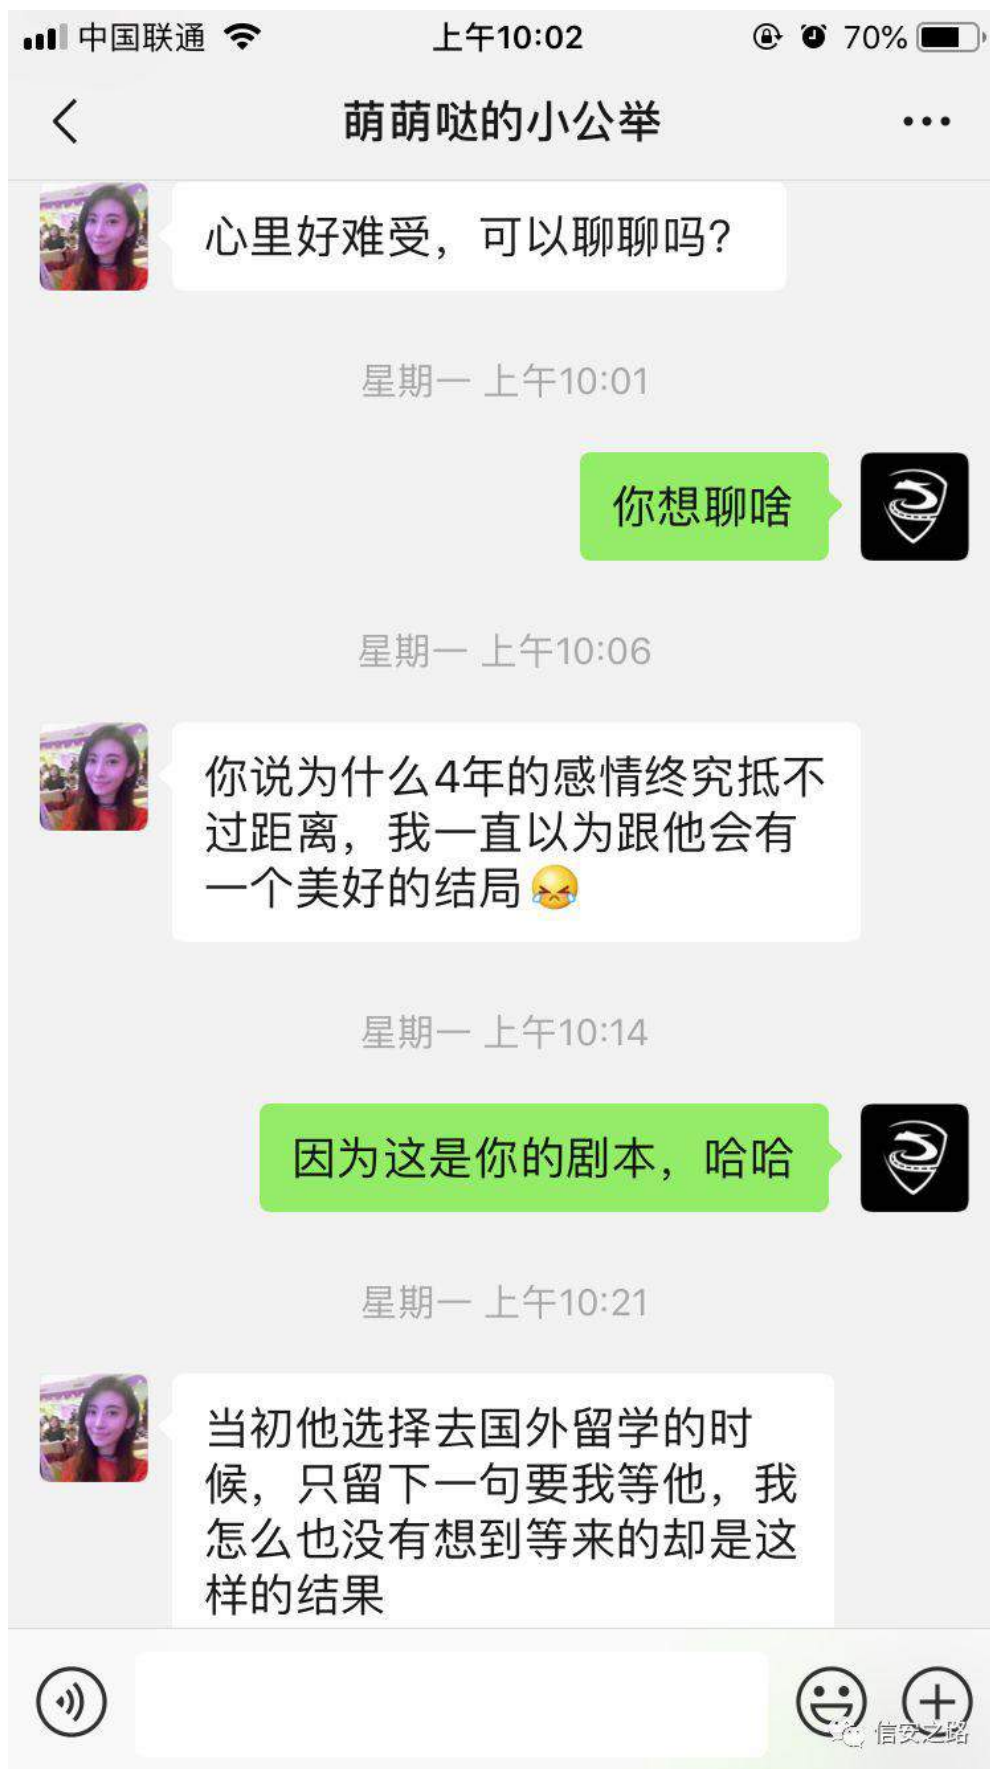 中国联通
上午10:02
70%
萌萌哒的小公举
心里好难受，可以聊聊吗？
星期一 上午10:01
你想聊啥
星期一 上午10:06
你说为什么4年的感情终究抵不
过距离，我一直以为跟他会有
一个美好的结局
星期一 上午10:14
因为这是你的剧本，哈哈
星期一 上午10:21
当初他选择去国外留学的时
候，只留下一句要我等他，我
怎么也没有想到等来的却是这
样的结果
信安之路